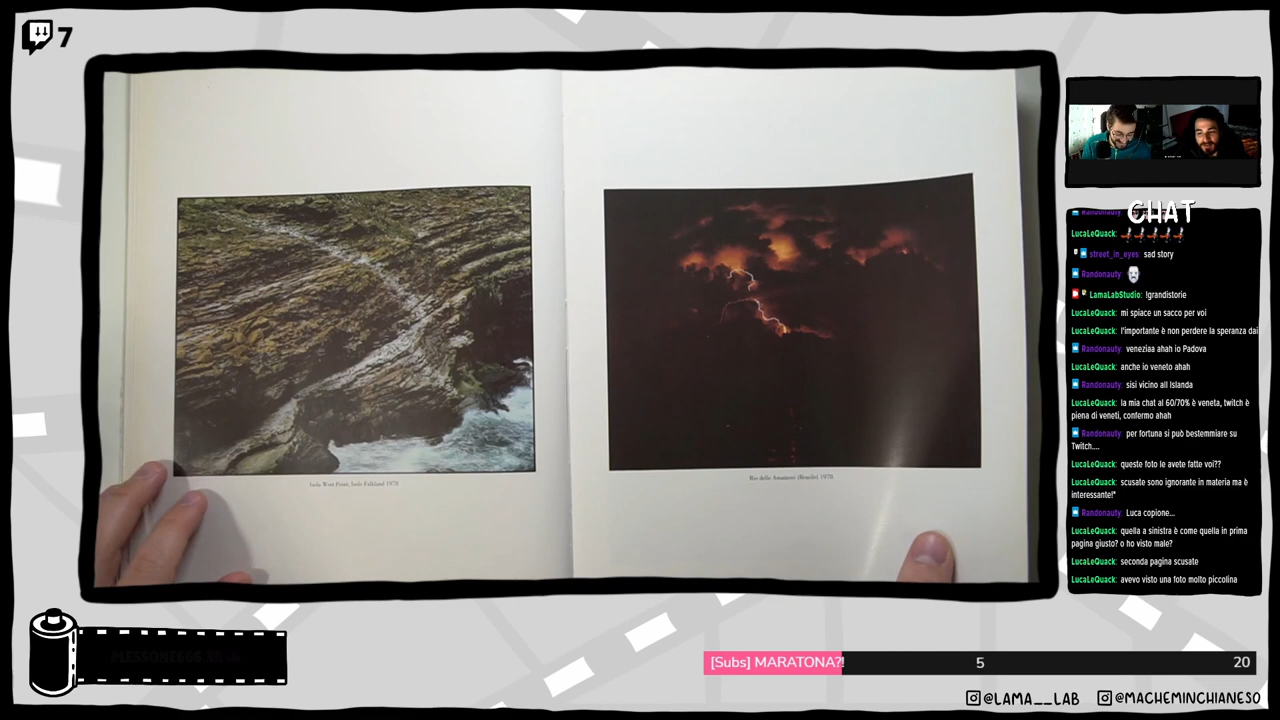 7
CHAT
Randonauty:
LucaLeQuack:
street_in_eyes: sad story
Randonauty:
LamaLabStudio: !grandistorie
LucaLeQuack: mi spiace un sacco per voi
LucaLeQuack: l'importante è non perdere la speranza dai
Randonauty: veneziaa ahah io Padova
LucaLeQuack: anche io veneto ahah
Randonauty: sisi vicino all Islanda
LucaLeQuack: la mia chat al 60/70% è veneta, twitch è
piena di veneti, confermo ahah
Randonauty: per fortuna si può bestemmiare su
Twitch....
LucaLeQuack: queste foto le avete fatte voi??
LucaLeQuack: scusate sono ignorante in materia ma è
interessante!"
Randonauty: Luca copione...
LucaLeQuack: quella a sinistra è come quella in prima
pagina giusto? o ho visto male?
LucaLeQuack: seconda pagina scusate
LucaLeQuack: avevo visto una foto molto piccolina
Isola West Point, Isole Falkland 1978
Rio delle Amazzoni (Brasile) 1978
[Subs] MARATONA?! 5 20
@LAMA__LAB @MACHEMINCHIANESO